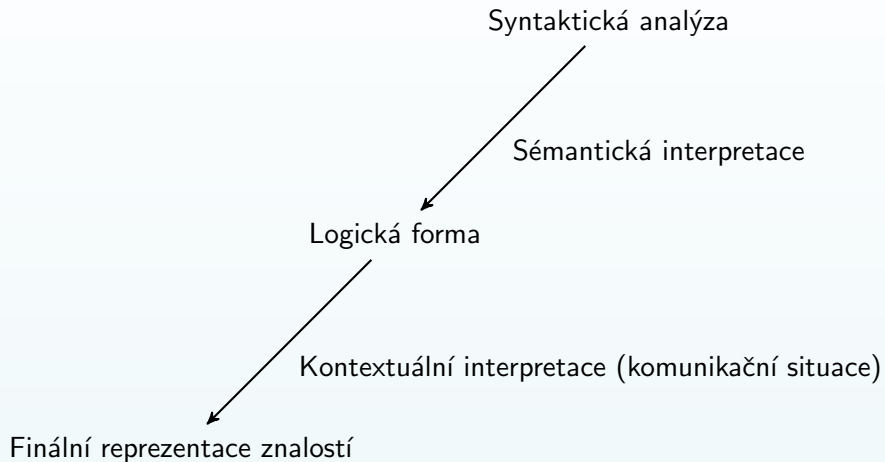 Syntaktická analýza
Sémantická interpretace
Logická forma
Kontextuální interpretace (komunikační situace)
Finální reprezentace znalostí